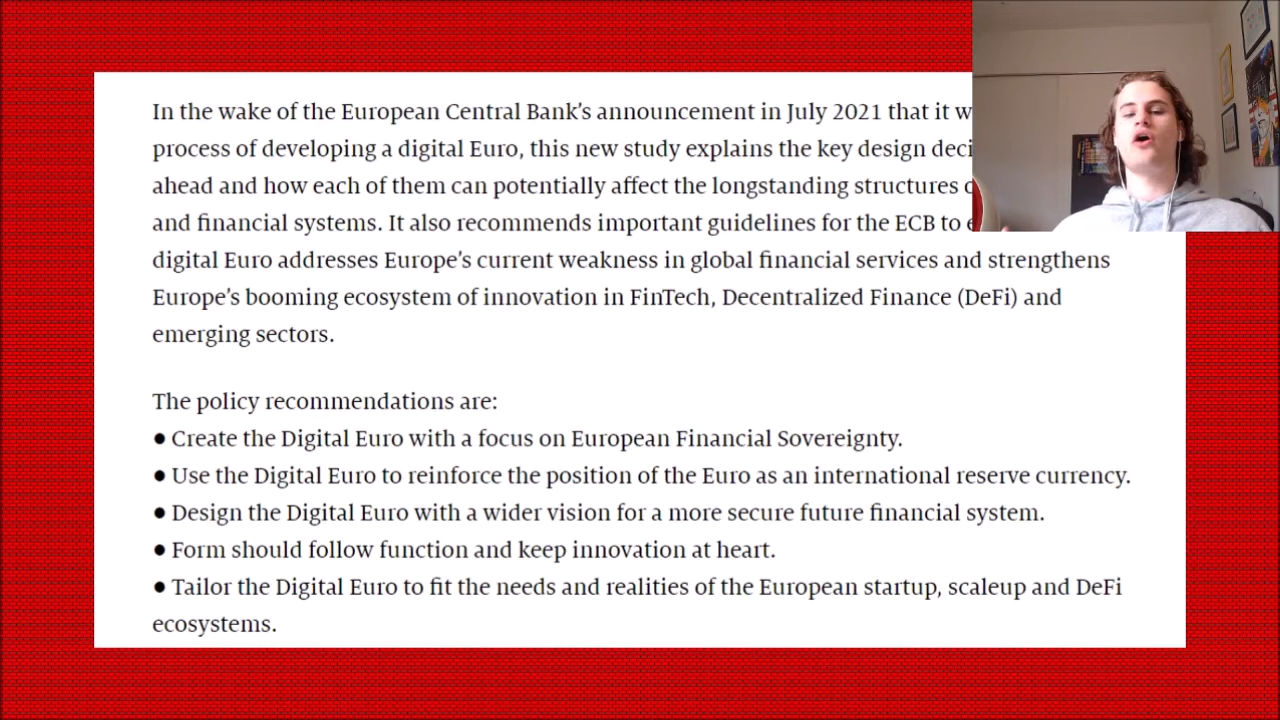 In the wake of the European Central Bank’s announcement in July 2021 that it
process of developing a digital Euro, this new study explains the key design
ahead and how each of them can potentially affect the longstanding structures
and financial systems. It also recommends important guidelines for the ECB to
digital Euro addresses Europe’s current weakness in global financial services and strengthens
Europe’s booming ecosystem of innovation in FinTech, Decentralized Finance (DeFi) and
emerging sectors.
The policy recommendations are:
● Create the Digital Euro with a focus on European Financial Sovereignty.
● Use the Digital Euro to reinforce the position of the Euro as an international reserve currency.
● Design the Digital Euro with a wider vision for a more secure future financial system.
● Form should follow function and keep innovation at heart.
● Tailor the Digital Euro to fit the needs and realities of the European startup, scaleup and DeFi
ecosystems.